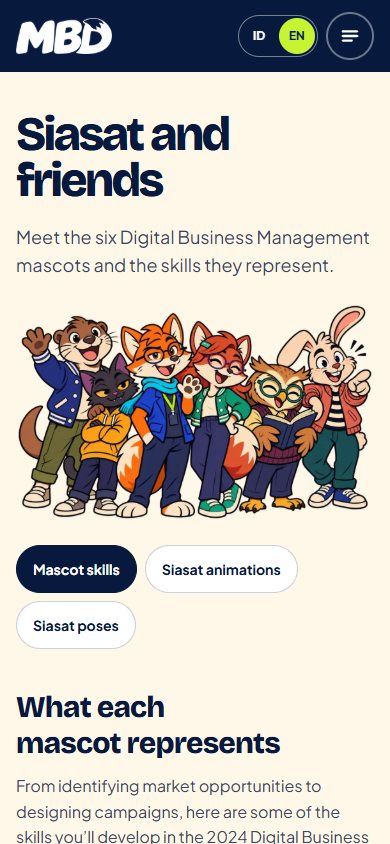 MBD
ID EN
Siasat and
friends
Meet the six Digital Business Management
mascots and the skills they represent.
Mascot skills
Siasat animations
Siasat poses
What each
mascot represents
From identifying market opportunities to
designing campaigns, here are some of the
skills you’ll develop in the 2024 Digital Business